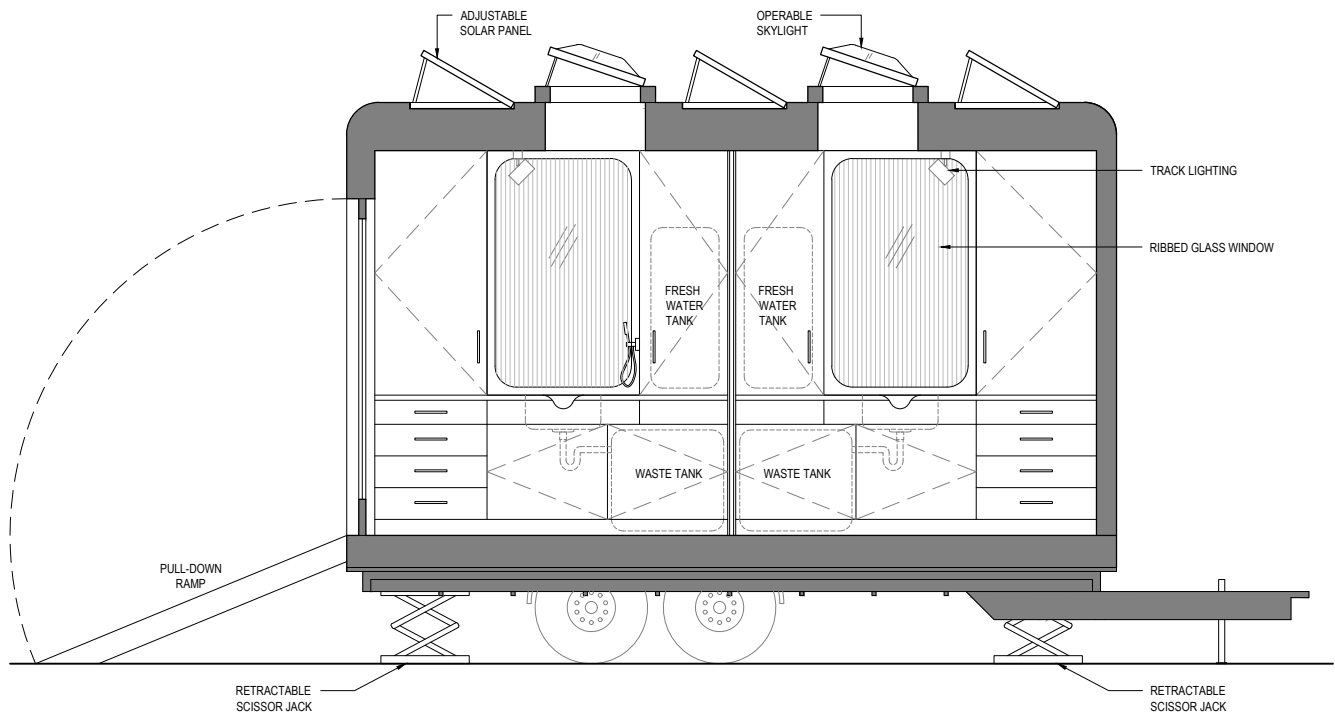 ADJUSTABLE
SOLAR PANEL
OPERABLE
SKYLIGHT
TRACK LIGHTING
RIBBED GLASS WINDOW
FRESH
WATER
TANK
FRESH
WATER
TANK
WASTE TANK
WASTE TANK
PULL-DOWN
RAMP
RETRACTABLE
SCISSOR JACK
RETRACTABLE
SCISSOR JACK